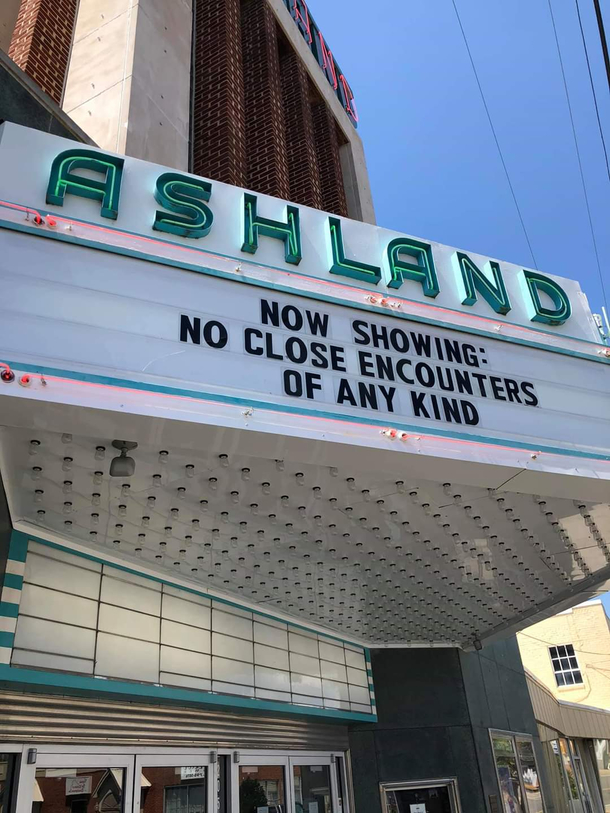 ASHLAND
NOW SHOWING:
NO CLOSE ENCOUNTERS
OF ANY KIND